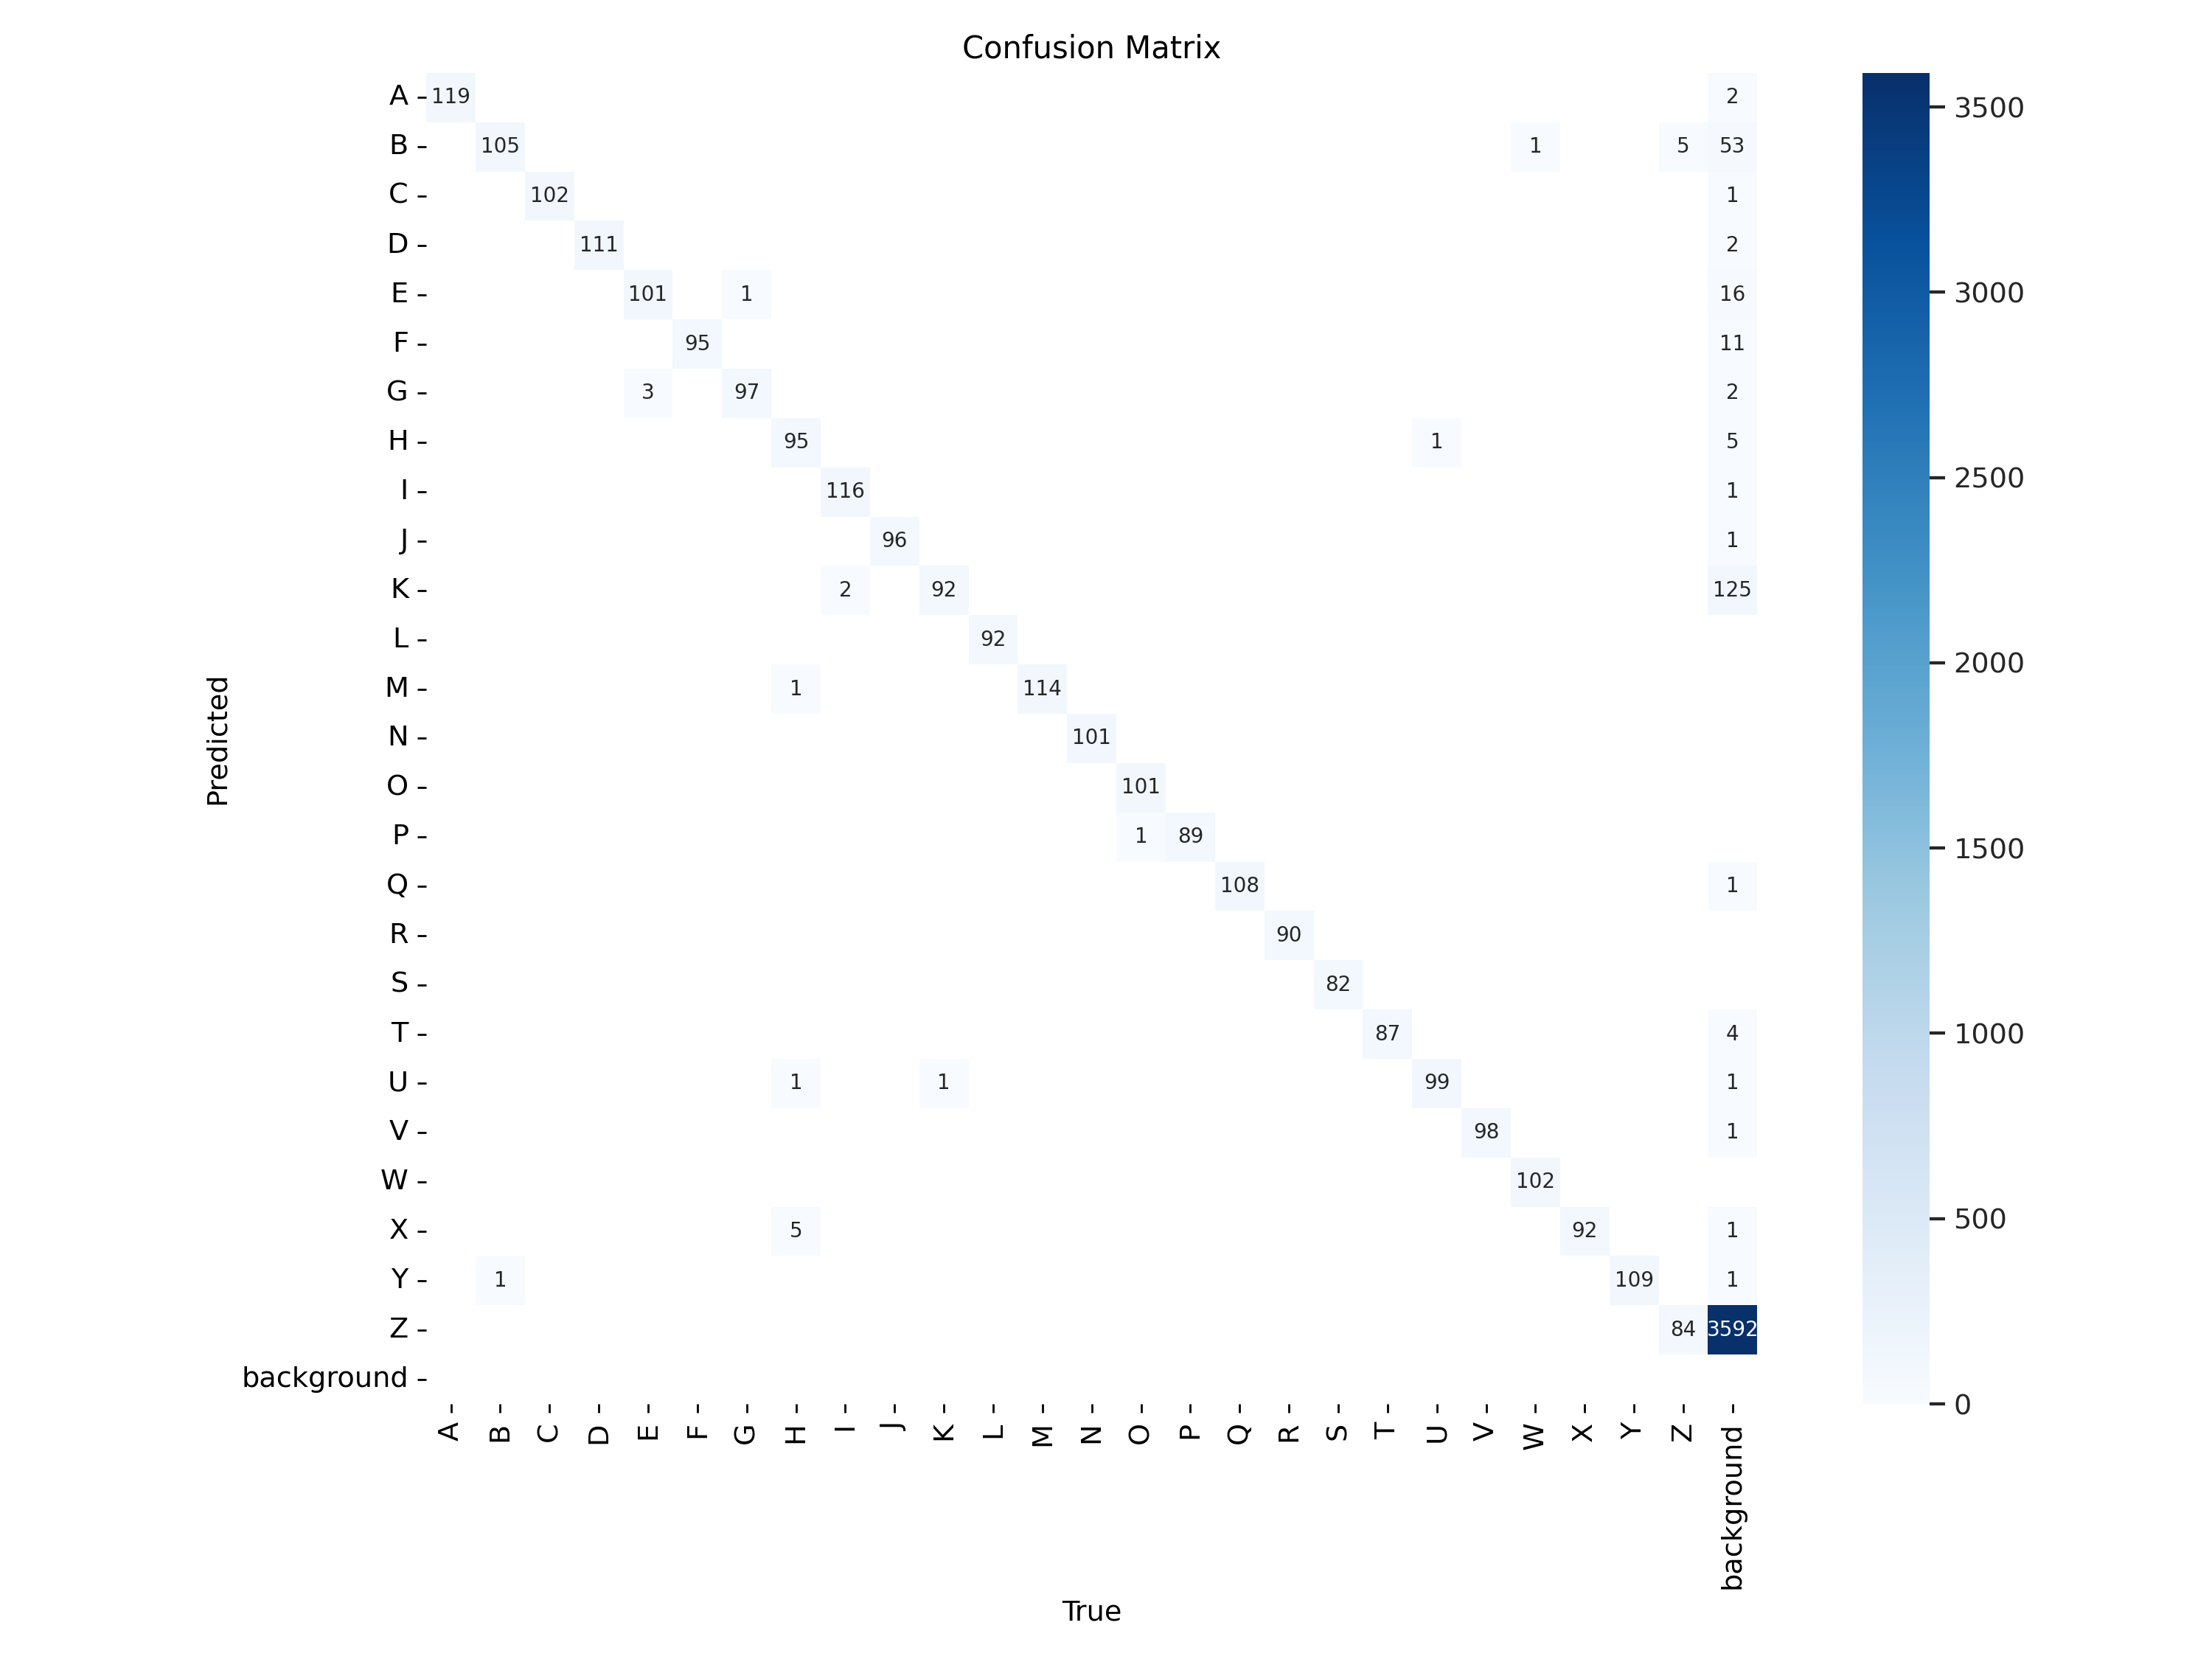 Confusion Matrix
A 119 2
B 105 1 5 53
C 102 1
D 111 2
E 101 1 16
F 95 11
G 3 97 2
H 95 1 5
I 116 1
J 96 1
K 2 92 125
L 92
M 1 114
N 101
O 101
P 1 89
Q 108 1
R 90
S 82
T 87 4
U 1 1 99 1
V 98 1
W 102
X 5 92 1
Y 1 109 1
Z 84 3592
background
A B C D E F G H I J K L M N O P Q R S T U V W X Y Z background
Predicted
True
3500
3000
2500
2000
1500
1000
500
0